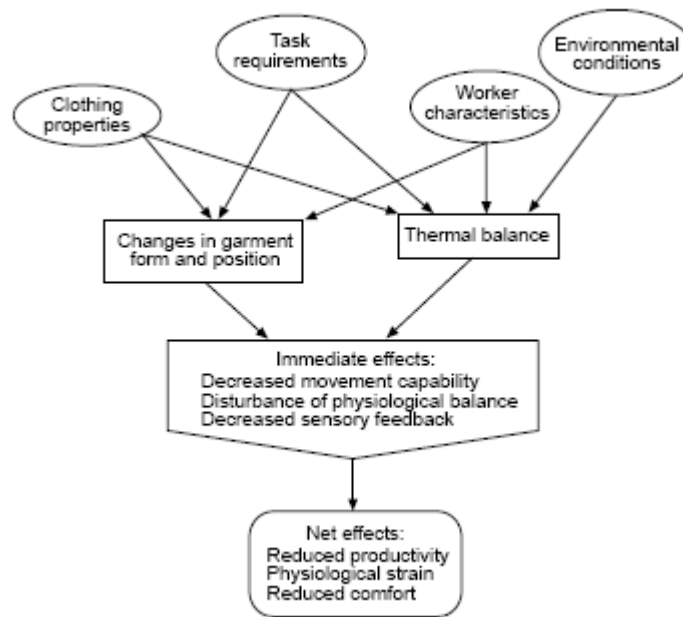 Task
requirements
Environmental
conditions
Clothing
properties
Worker
characteristics
Changes in garment
form and position
Thermal balance
Immediate effects:
Decreased movement capability
Disturbance of physiological balance
Decreased sensory feedback
Net effects:
Reduced productivity
Physiological strain
Reduced comfort